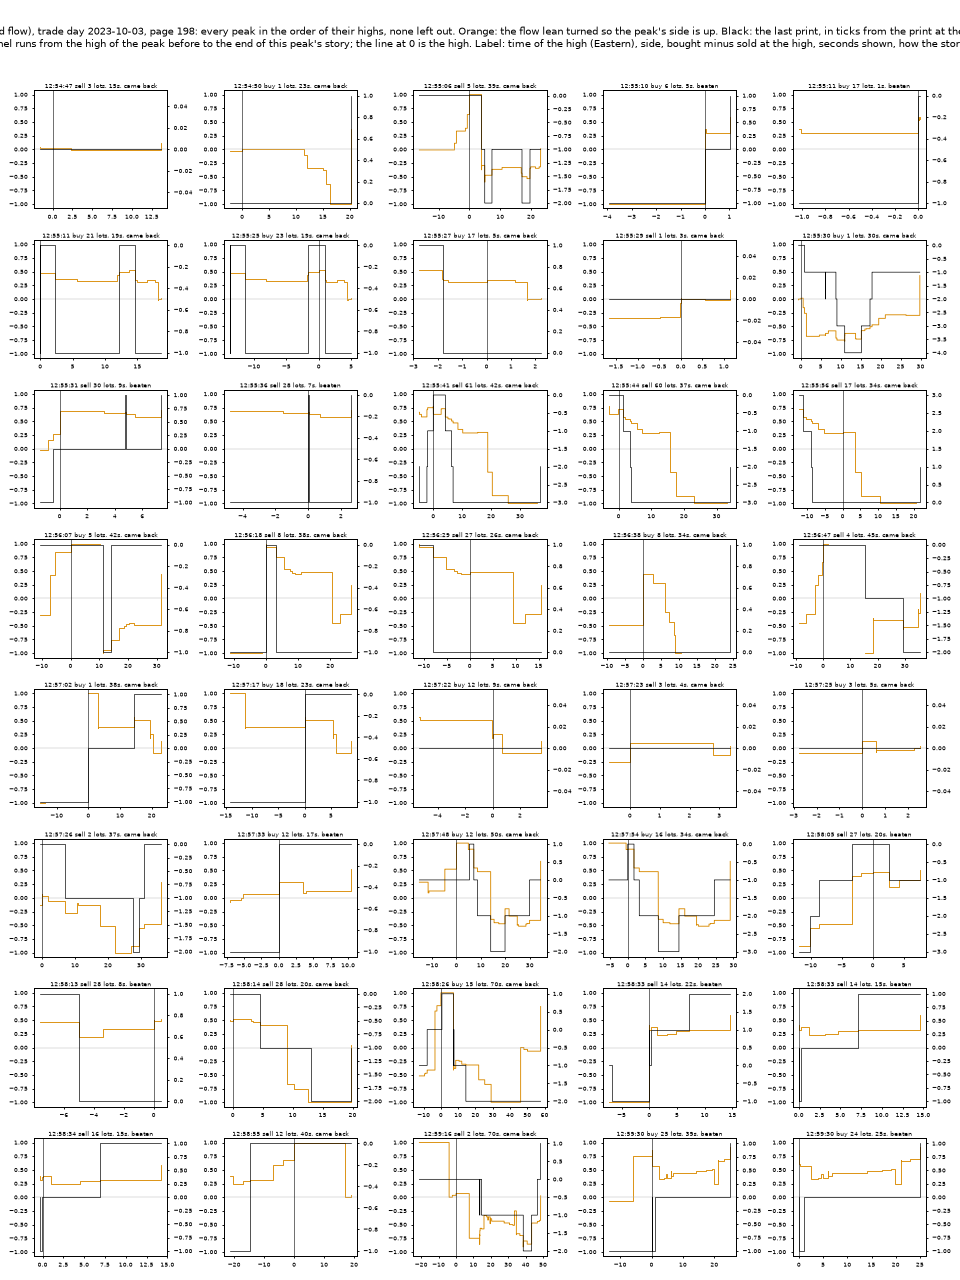 d flow), trade day 2023-10-03, page 198: every peak in the order of their highs, none left out. Orange: the flow lean turned so the peak's side is up. Black: the last print, in ticks from the print at the
nel runs from the high of the peak before to the end of this peak's story; the line at 0 is the high. Label: time of the high (Eastern), side, bought minus sold at the high, seconds shown, how the stor
12:54:47 sell 3 lots. 15s. came back
12:54:50 buy 1 lots. 23s. came back
12:55:06 sell 5 lots. 39s. came back
12:55:10 buy 6 lots. 5s. beaten
12:55:11 buy 17 lots. 1s. beaten
12:55:11 buy 21 lots. 19s. came back
12:55:25 buy 23 lots. 19s. came back
12:55:27 buy 17 lots. 5s. came back
12:55:29 sell 1 lots. 3s. came back
12:55:30 buy 1 lots. 30s. came back
12:55:31 sell 30 lots. 9s. beaten
12:55:36 sell 28 lots. 7s. beaten
12:55:41 sell 61 lots. 42s. came back
12:55:44 sell 60 lots. 37s. came back
12:55:56 sell 17 lots. 34s. came back
12:56:07 buy 5 lots. 42s. came back
12:56:18 sell 8 lots. 38s. came back
12:56:25 sell 27 lots. 26s. came back
12:56:38 buy 8 lots. 34s. came back
12:56:47 sell 4 lots. 45s. came back
12:57:02 buy 1 lots. 38s. came back
12:57:17 buy 18 lots. 23s. came back
12:57:22 buy 12 lots. 9s. came back
12:57:23 sell 3 lots. 4s. came back
12:57:25 buy 3 lots. 5s. came back
12:57:26 sell 2 lots. 37s. came back
12:57:33 buy 12 lots. 17s. beaten
12:57:48 buy 12 lots. 50s. came back
12:57:54 buy 16 lots. 34s. came back
12:58:05 sell 27 lots. 20s. beaten
12:58:13 sell 28 lots. 8s. beaten
12:58:14 sell 28 lots. 20s. came back
12:58:26 buy 15 lots. 70s. came back
12:58:33 sell 14 lots. 22s. beaten
12:58:33 sell 14 lots. 15s. beaten
12:58:34 sell 16 lots. 15s. beaten
12:58:55 sell 12 lots. 40s. came back
12:59:16 sell 2 lots. 70s. came back
12:59:30 buy 25 lots. 39s. beaten
12:59:30 buy 24 lots. 25s. beaten